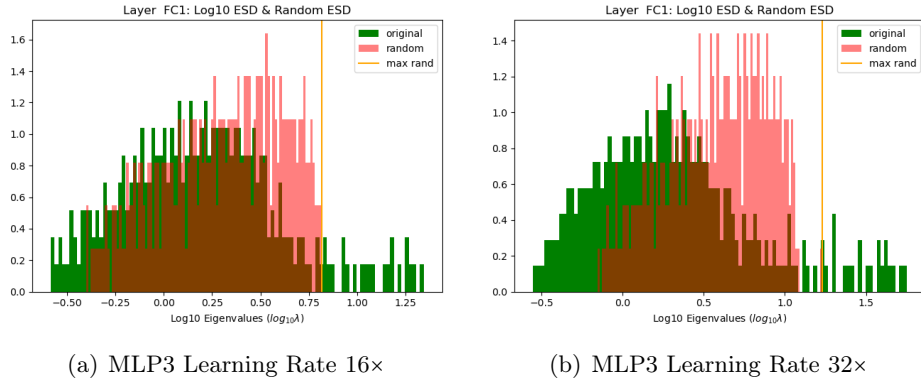 Layer FC1: Log10 ESD & Random ESD
original
random
max rand
1.6
1.4
1.2
1.0
0.8
0.6
0.4
0.2
0.0
−0.50 −0.25 0.00 0.25 0.50 0.75 1.00 1.25
Log10 Eigenvalues (log₁₀λ)
(a) MLP3 Learning Rate 16×
Layer FC1: Log10 ESD & Random ESD
original
random
max rand
1.4
1.2
1.0
0.8
0.6
0.4
0.2
0.0
−0.5 0.0 0.5 1.0 1.5
Log10 Eigenvalues (log₁₀λ)
(b) MLP3 Learning Rate 32×